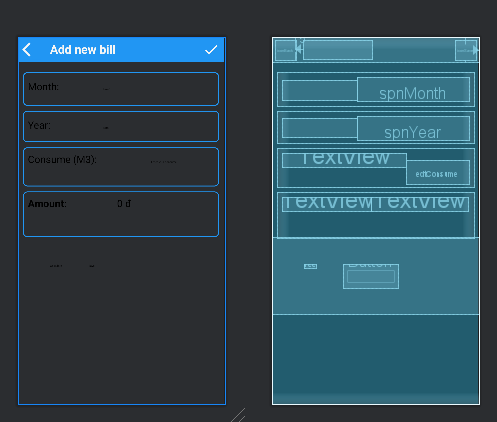 Add new bill
Month:
spnMonth
Year:
spnYear
Consume (M3):
TextView
edtConsume
Amount:
0 đ
TextView
TextView
Button